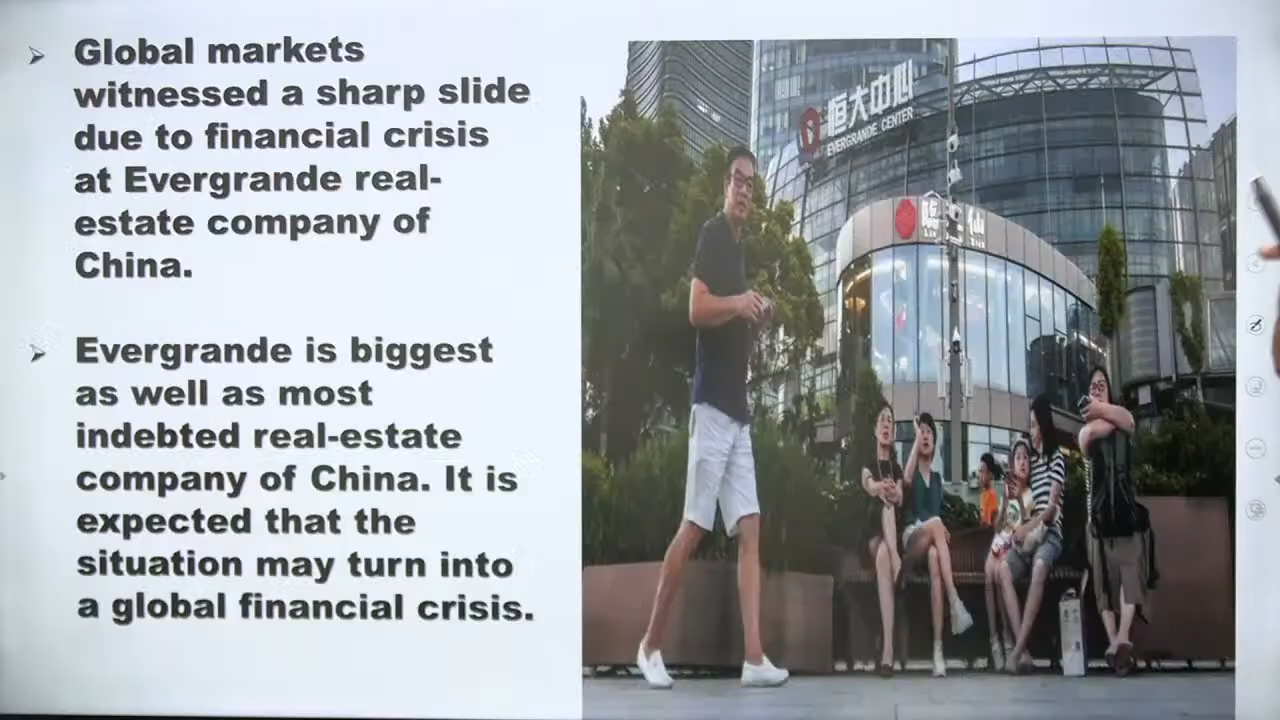 Global markets
witnessed a sharp slide
due to financial crisis
at Evergrande real-
estate company of
China.
Evergrande is biggest
as well as most
indebted real-estate
company of China. It is
expected that the
situation may turn into
a global financial crisis.
恒大中心
EVERGRANDE CENTER